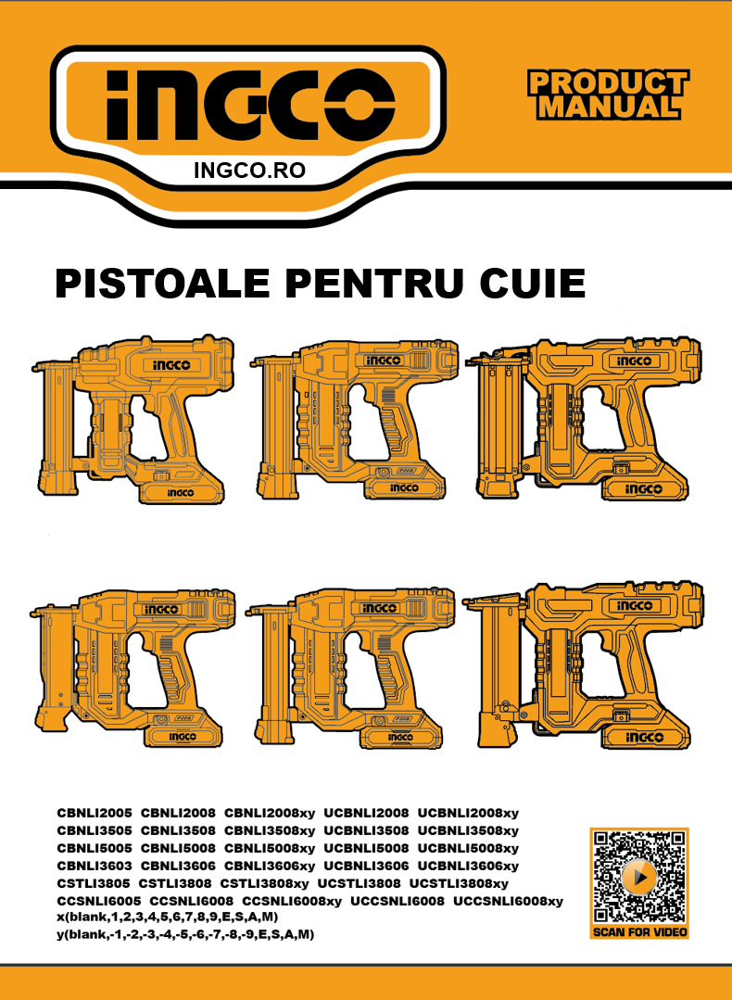 INGCO
PRODUCT
MANUAL
INGCO.RO
PISTOALE PENTRU CUIE
INGCO
INGCO
INGCO
INGCO
P20S
INGCO
INGCO
INGCO
INGCO
INGCO
P20S
P20S
INGCO
INGCO
INGCO
CBNLI2005 CBNLI2008 CBNLI2008xy UCBNLI2008 UCBNLI2008xy
CBNLI3505 CBNLI3508 CBNLI3508xy UCBNLI3508 UCBNLI3508xy
CBNLI5005 CBNLI5008 CBNLI5008xy UCBNLI5008 UCBNLI5008xy
CBNLI3603 CBNLI3606 CBNLI3606xy UCBNLI3606 UCBNLI3606xy
CSTLI3805 CSTLI3808 CSTLI3808xy UCSTLI3808 UCSTLI3808xy
CCSNLI6005 CCSNLI6008 CCSNLI6008xy UCCSNLI6008 UCCSNLI6008xy
x(blank,1,2,3,4,5,6,7,8,9,E,S,A,M)
y(blank,-1,-2,-3,-4,-5,-6,-7,-8,-9,E,S,A,M)
SCAN FOR VIDEO